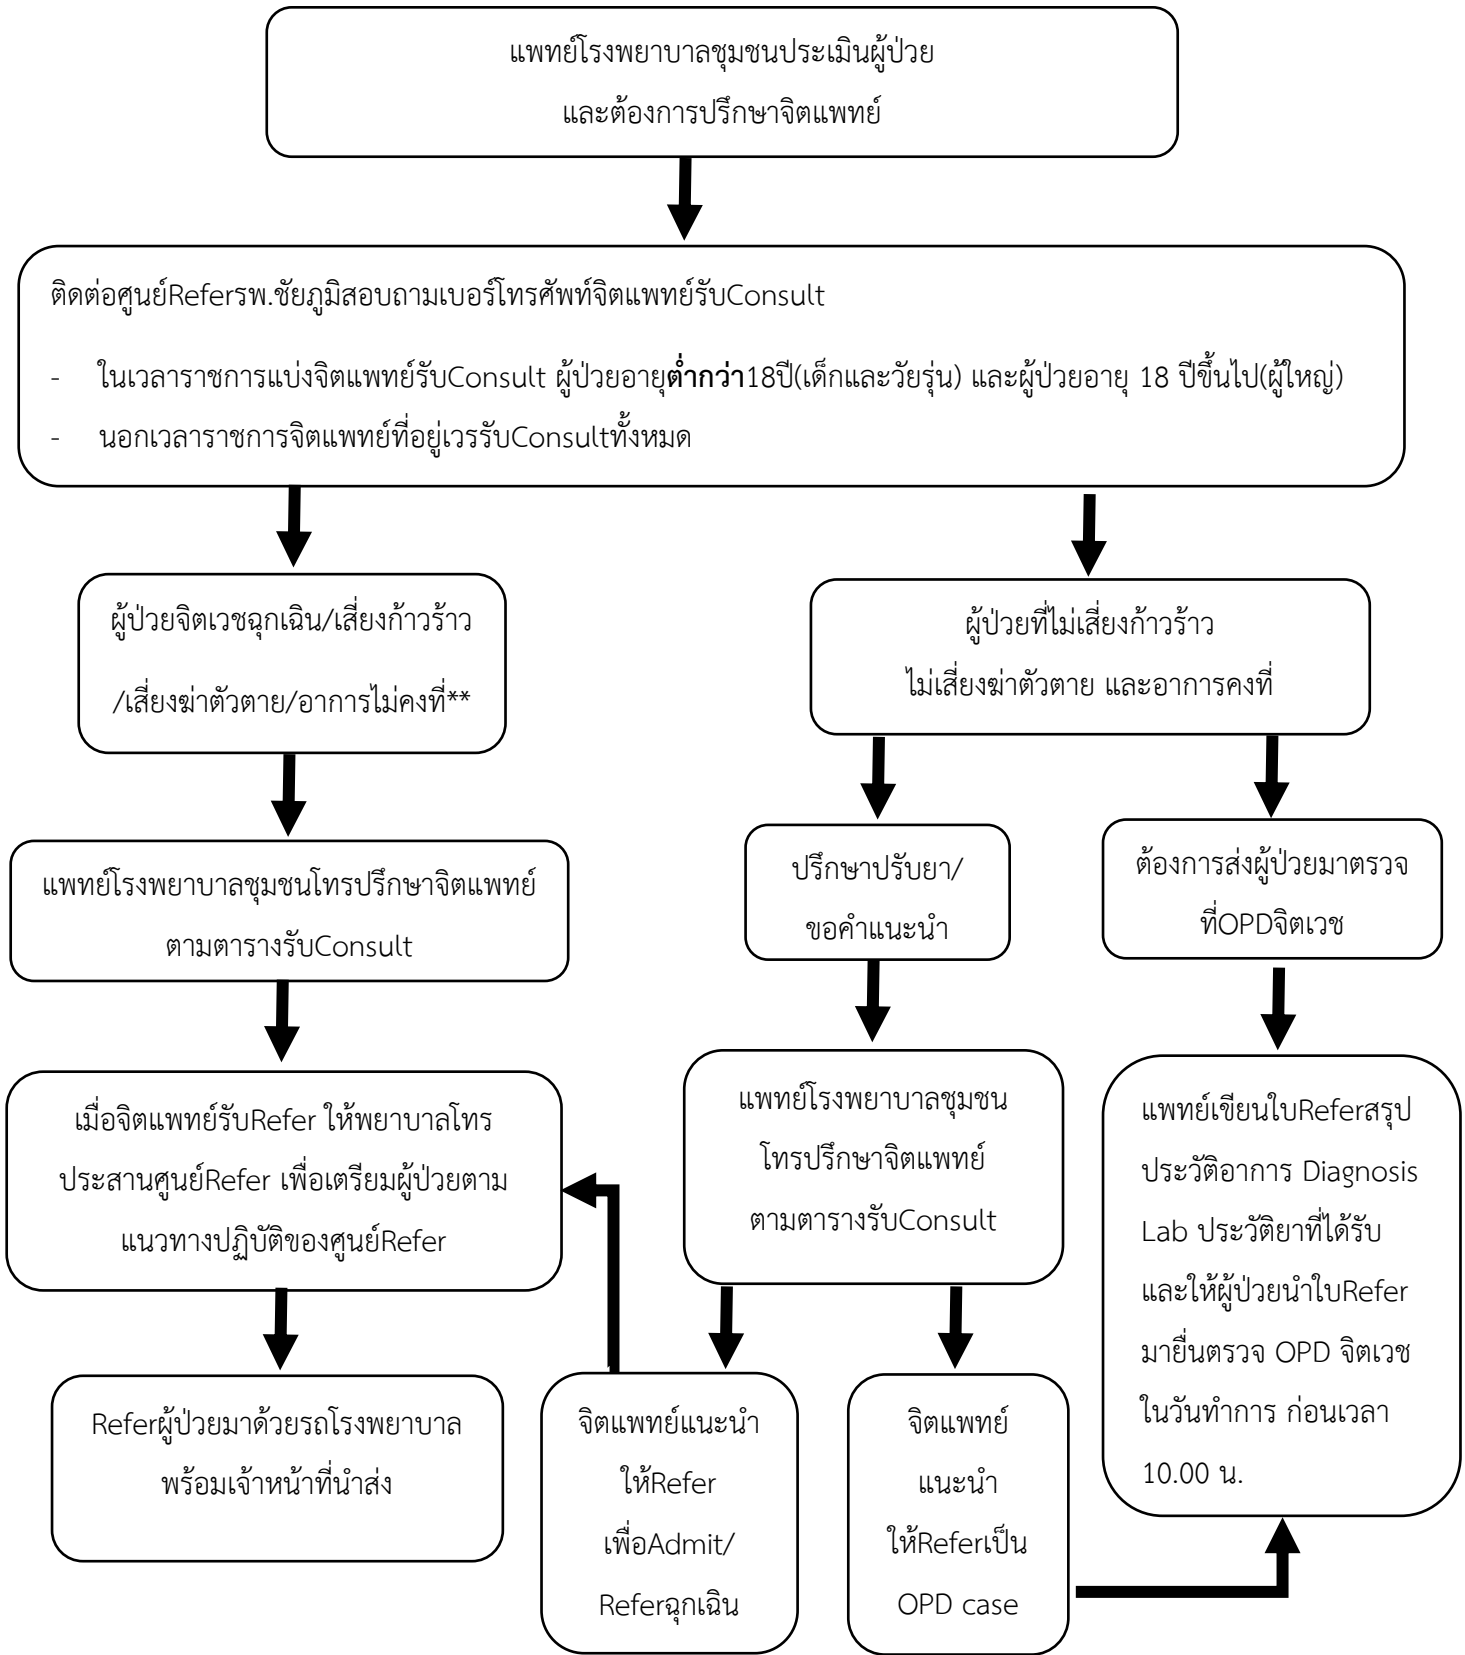 แพทย์โรงพยาบาลชุมชนประเมินผู้ป่วย
และต้องการปรึกษาจิตแพทย์
ติดต่อศูนย์Referรพ.ชัยภูมิสอบถามเบอร์โทรศัพท์จิตแพทย์รับConsult
- ในเวลาราชการแบ่งจิตแพทย์รับConsult ผู้ป่วยอายุต่ำกว่า18ปี(เด็กและวัยรุ่น) และผู้ป่วยอายุ 18 ปีขึ้นไป(ผู้ใหญ่)
- นอกเวลาราชการจิตแพทย์ที่อยู่เวรรับConsultทั้งหมด
ผู้ป่วยจิตเวชฉุกเฉิน/เสี่ยงก้าวร้าว
/เสี่ยงฆ่าตัวตาย/อาการไม่คงที่**
ผู้ป่วยที่ไม่เสี่ยงก้าวร้าว
ไม่เสี่ยงฆ่าตัวตาย และอาการคงที่
แพทย์โรงพยาบาลชุมชนโทรปรึกษาจิตแพทย์
ตามตารางรับConsult
ปรึกษาปรับยา/
ขอคำแนะนำ
ต้องการส่งผู้ป่วยมาตรวจ
ที่OPDจิตเวช
เมื่อจิตแพทย์รับRefer ให้พยาบาลโทร
ประสานศูนย์Refer เพื่อเตรียมผู้ป่วยตาม
แนวทางปฏิบัติของศูนย์Refer
แพทย์โรงพยาบาลชุมชน
โทรปรึกษาจิตแพทย์
ตามตารางรับConsult
แพทย์เขียนใบReferสรุป
ประวัติอาการ Diagnosis
Lab ประวัติยาที่ได้รับ
และให้ผู้ป่วยนำใบRefer
มายื่นตรวจ OPD จิตเวช
ในวันทำการ ก่อนเวลา
10.00 น.
Referผู้ป่วยมาด้วยรถโรงพยาบาล
พร้อมเจ้าหน้าที่นำส่ง
จิตแพทย์แนะนำ
ให้Refer
เพื่อAdmit/
Referฉุกเฉิน
จิตแพทย์
แนะนำ
ให้Referเป็น
OPD case